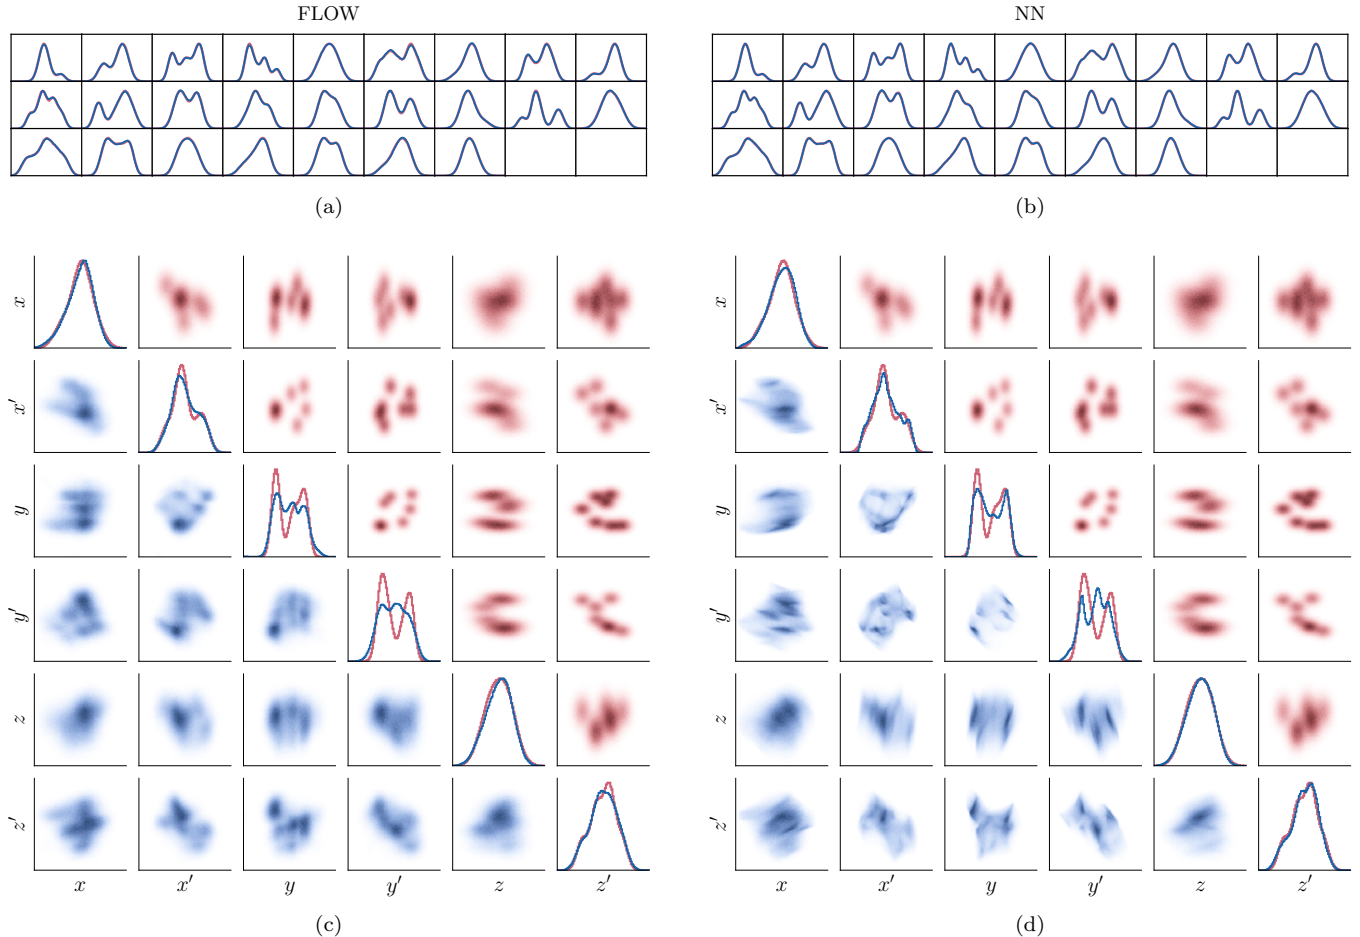 FLOW NN
(a) (b)
x x
x′ x′
y y
y′ y′
z z
z′ z′
x x′ y y′ z z′ x x′ y y′ z z′
(c) (d)